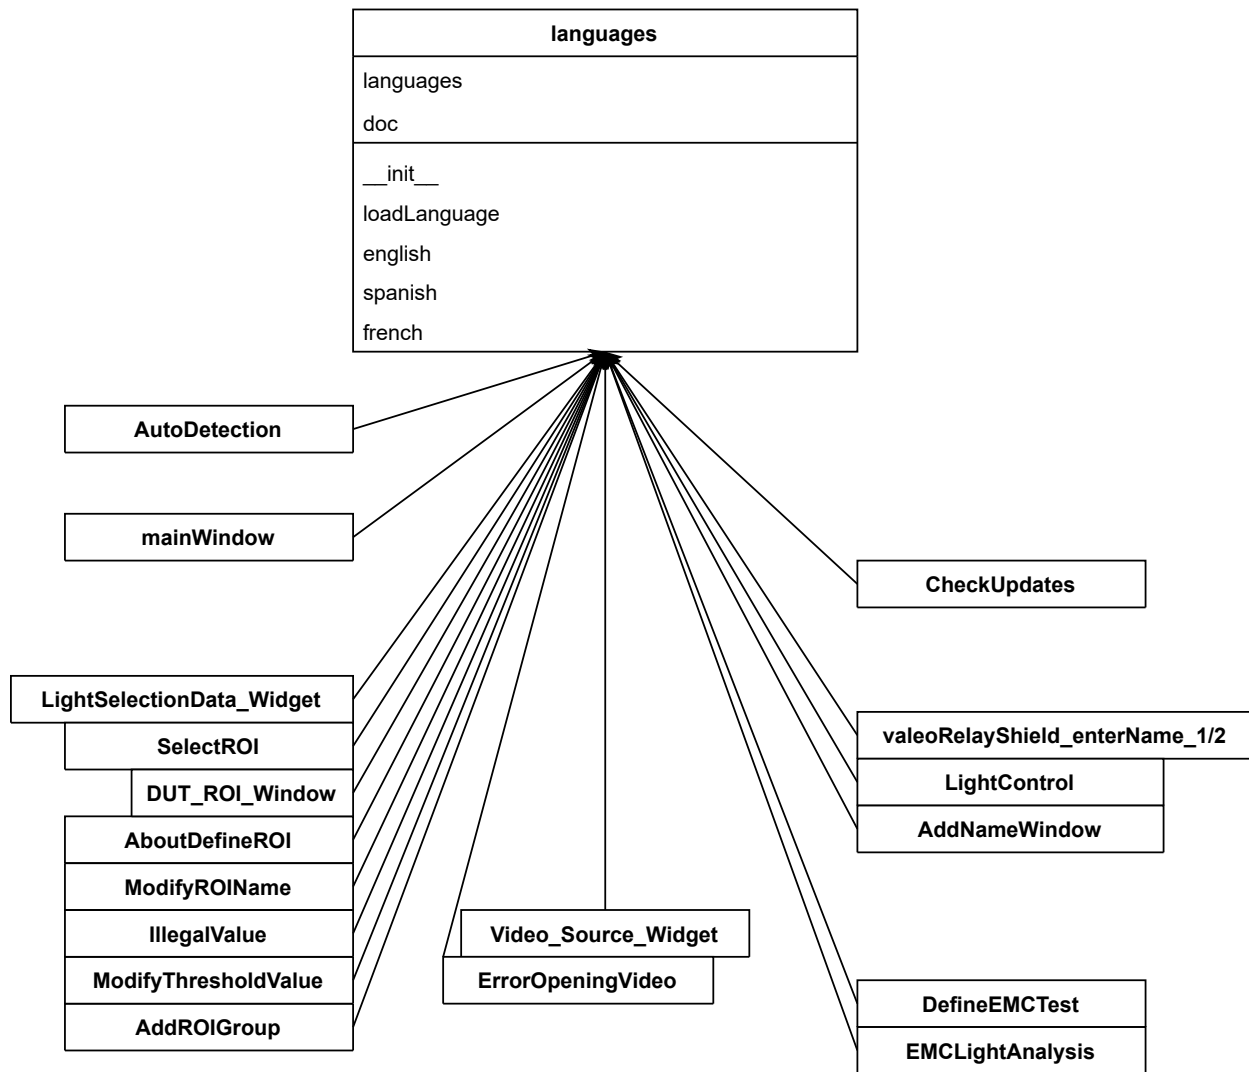 languages
languages
doc
__init__
loadLanguage
english
spanish
french
AutoDetection
mainWindow
CheckUpdates
LightSelectionData_Widget
SelectROI
DUT_ROI_Window
AboutDefineROI
ModifyROIName
IllegalValue
ModifyThresholdValue
AddROIGroup
Video_Source_Widget
ErrorOpeningVideo
valeoRelayShield_enterName_1/2
LightControl
AddNameWindow
DefineEMCTest
EMCLightAnalysis